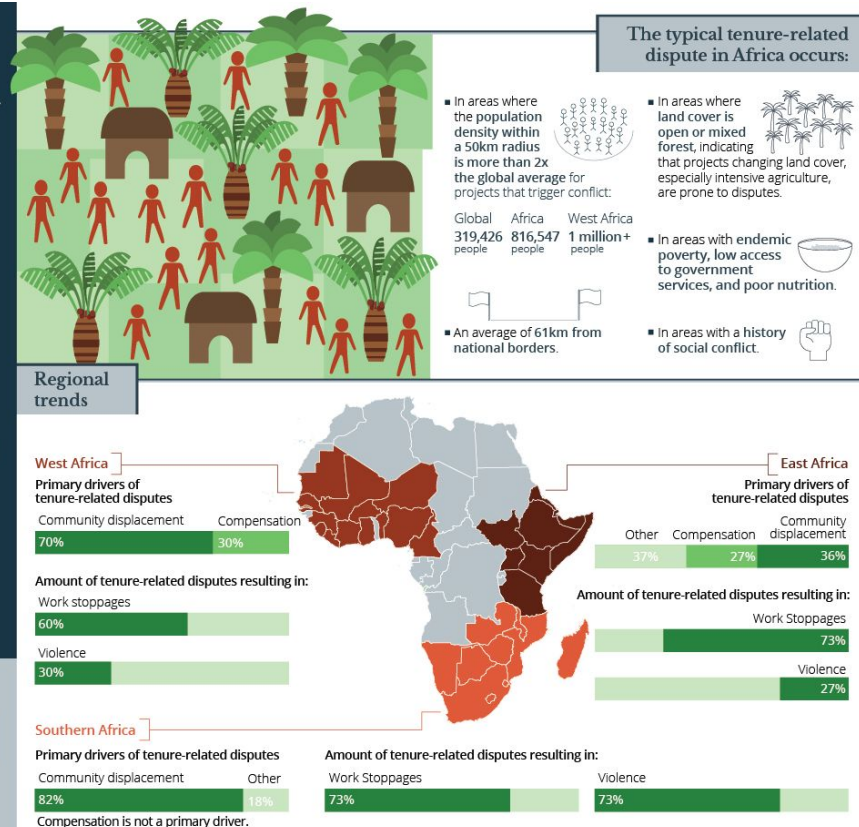 The typical tenure-related
dispute in Africa occurs:
■ In areas where
the population
density within
a 50km radius
is more than 2x
the global average for
projects that trigger conflict:
Global Africa West Africa
319,426 816,547 1 million+
people people people
■ An average of 61km from
national borders.
■ In areas where
land cover is
open or mixed
forest, indicating
that projects changing land cover,
especially intensive agriculture,
are prone to disputes.
■ In areas with endemic
poverty, low access
to government
services, and poor nutrition.
■ In areas with a history
of social conflict.
Regional
trends
West Africa
Primary drivers of
tenure-related disputes
Community displacement Compensation
70% 30%
Amount of tenure-related disputes resulting in:
Work stoppages
60%
Violence
30%
East Africa
Primary drivers of
tenure-related disputes
Other Compensation Community
displacement
37% 27% 36%
Amount of tenure-related disputes resulting in:
Work Stoppages
73%
Violence
27%
Southern Africa
Primary drivers of tenure-related disputes
Community displacement Other
82% 18%
Compensation is not a primary driver.
Amount of tenure-related disputes resulting in:
Work Stoppages Violence
73% 73%